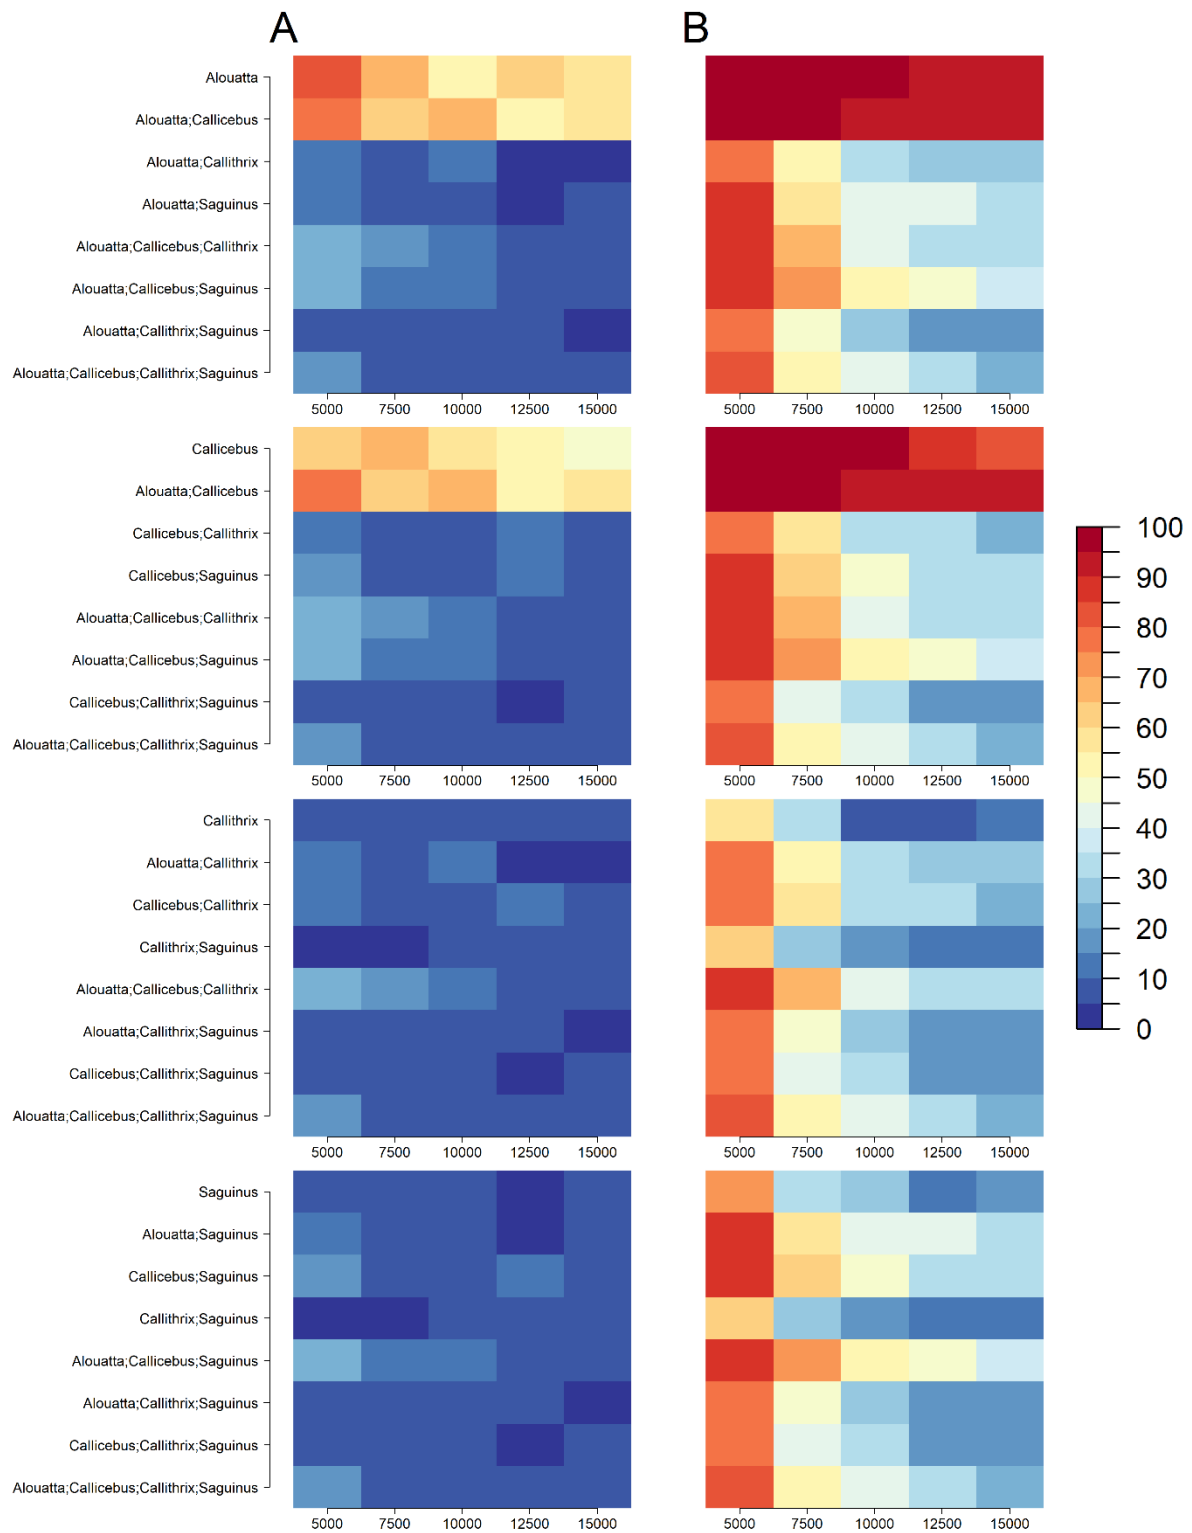 A
B
Alouatta
Alouatta;Callicebus
Alouatta;Callithrix
Alouatta;Saguinus
Alouatta;Callicebus;Callithrix
Alouatta;Callicebus;Saguinus
Alouatta;Callithrix;Saguinus
Alouatta;Callicebus;Callithrix;Saguinus
5000 7500 10000 12500 15000
5000 7500 10000 12500 15000
Callicebus
Alouatta;Callicebus
Callicebus;Callithrix
Callicebus;Saguinus
Alouatta;Callicebus;Callithrix
Alouatta;Callicebus;Saguinus
Callicebus;Callithrix;Saguinus
Alouatta;Callicebus;Callithrix;Saguinus
5000 7500 10000 12500 15000
5000 7500 10000 12500 15000
100
90
80
70
60
50
40
30
20
10
0
Callithrix
Alouatta;Callithrix
Callicebus;Callithrix
Callithrix;Saguinus
Alouatta;Callicebus;Callithrix
Alouatta;Callithrix;Saguinus
Callicebus;Callithrix;Saguinus
Alouatta;Callicebus;Callithrix;Saguinus
5000 7500 10000 12500 15000
5000 7500 10000 12500 15000
Saguinus
Alouatta;Saguinus
Callicebus;Saguinus
Callithrix;Saguinus
Alouatta;Callicebus;Saguinus
Alouatta;Callithrix;Saguinus
Callicebus;Callithrix;Saguinus
Alouatta;Callicebus;Callithrix;Saguinus
5000 7500 10000 12500 15000
5000 7500 10000 12500 15000